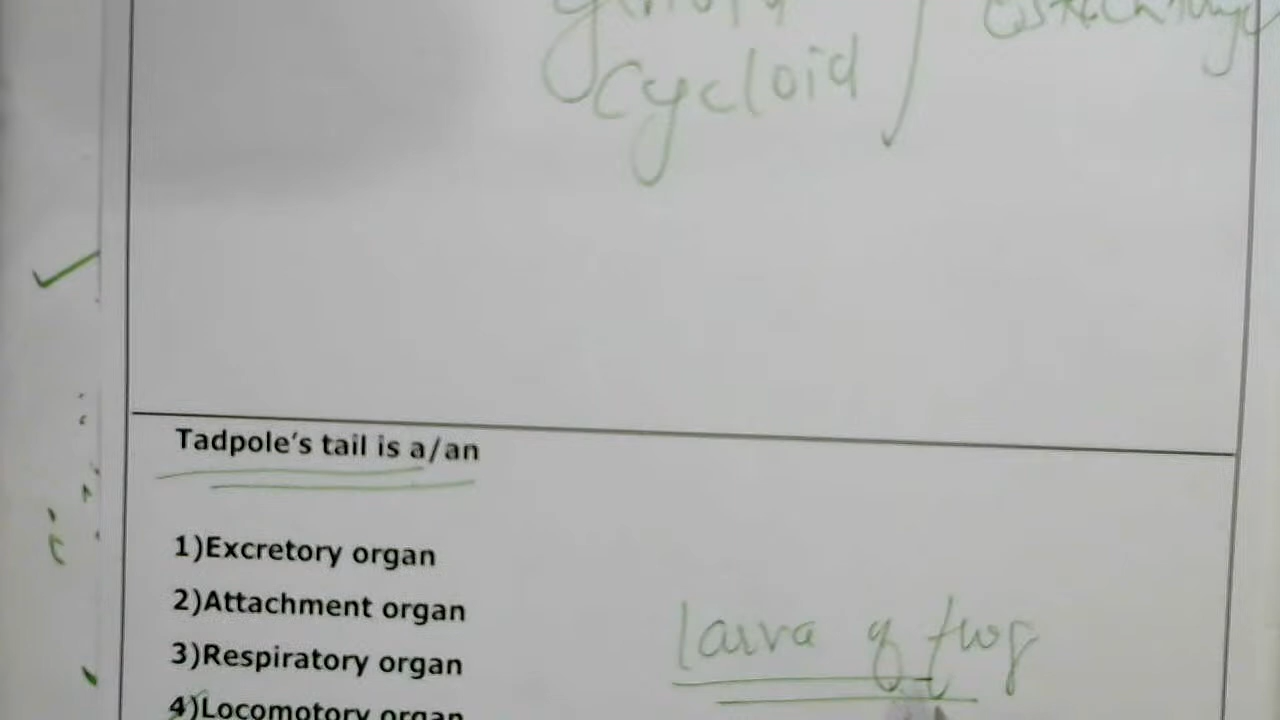 cycloid
Tadpole's tail is a/an
1)Excretory organ
2)Attachment organ
3)Respiratory organ
larva of frog
4)Locomotory organ